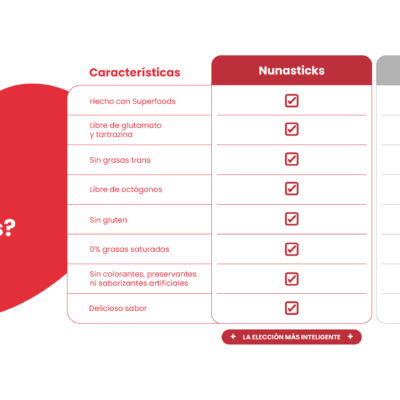 s?
Características
Nunasticks
Hecho con Superfoods
Libre de glutamato
y tartrazina
Sin grasas trans
Libre de octógonos
Sin gluten
0% grasas saturadas
Sin colorantes, preservantes
ni saborizantes artificiales
Delicioso sabor
LA ELECCIÓN MÁS INTELIGENTE